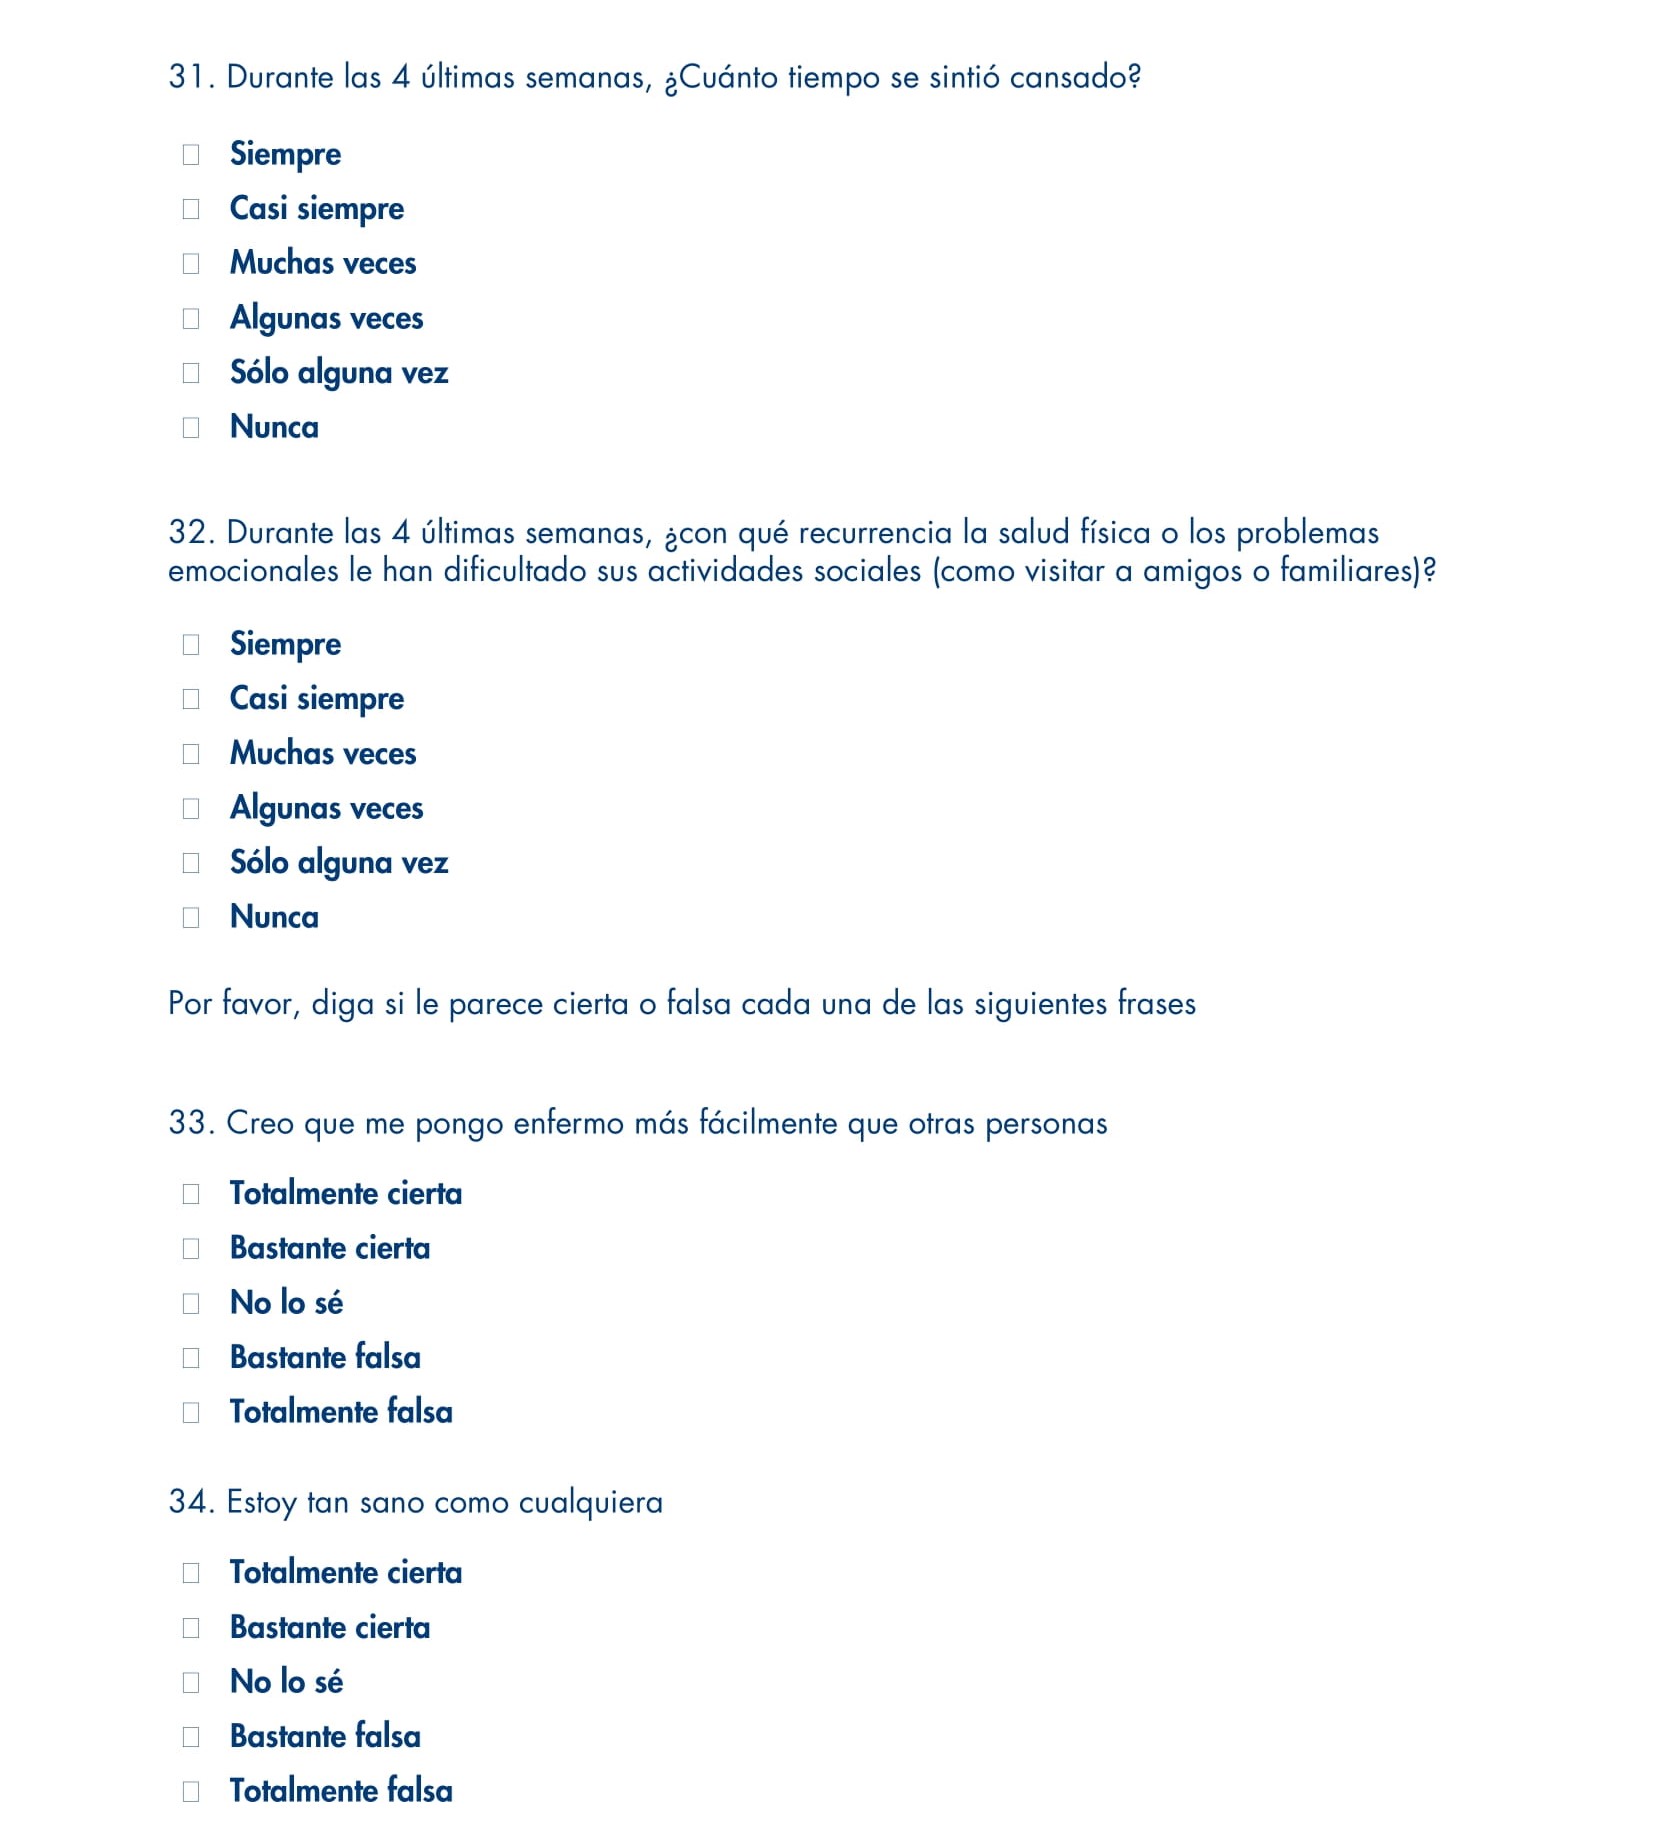 31. Durante las 4 últimas semanas, ¿Cuánto tiempo se sintió cansado?
Siempre
Casi siempre
Muchas veces
Algunas veces
Sólo alguna vez
Nunca
32. Durante las 4 últimas semanas, ¿con qué recurrencia la salud física o los problemas
emocionales le han dificultado sus actividades sociales (como visitar a amigos o familiares)?
Siempre
Casi siempre
Muchas veces
Algunas veces
Sólo alguna vez
Nunca
Por favor, diga si le parece cierta o falsa cada una de las siguientes frases
33. Creo que me pongo enfermo más fácilmente que otras personas
Totalmente cierta
Bastante cierta
No lo sé
Bastante falsa
Totalmente falsa
34. Estoy tan sano como cualquiera
Totalmente cierta
Bastante cierta
No lo sé
Bastante falsa
Totalmente falsa